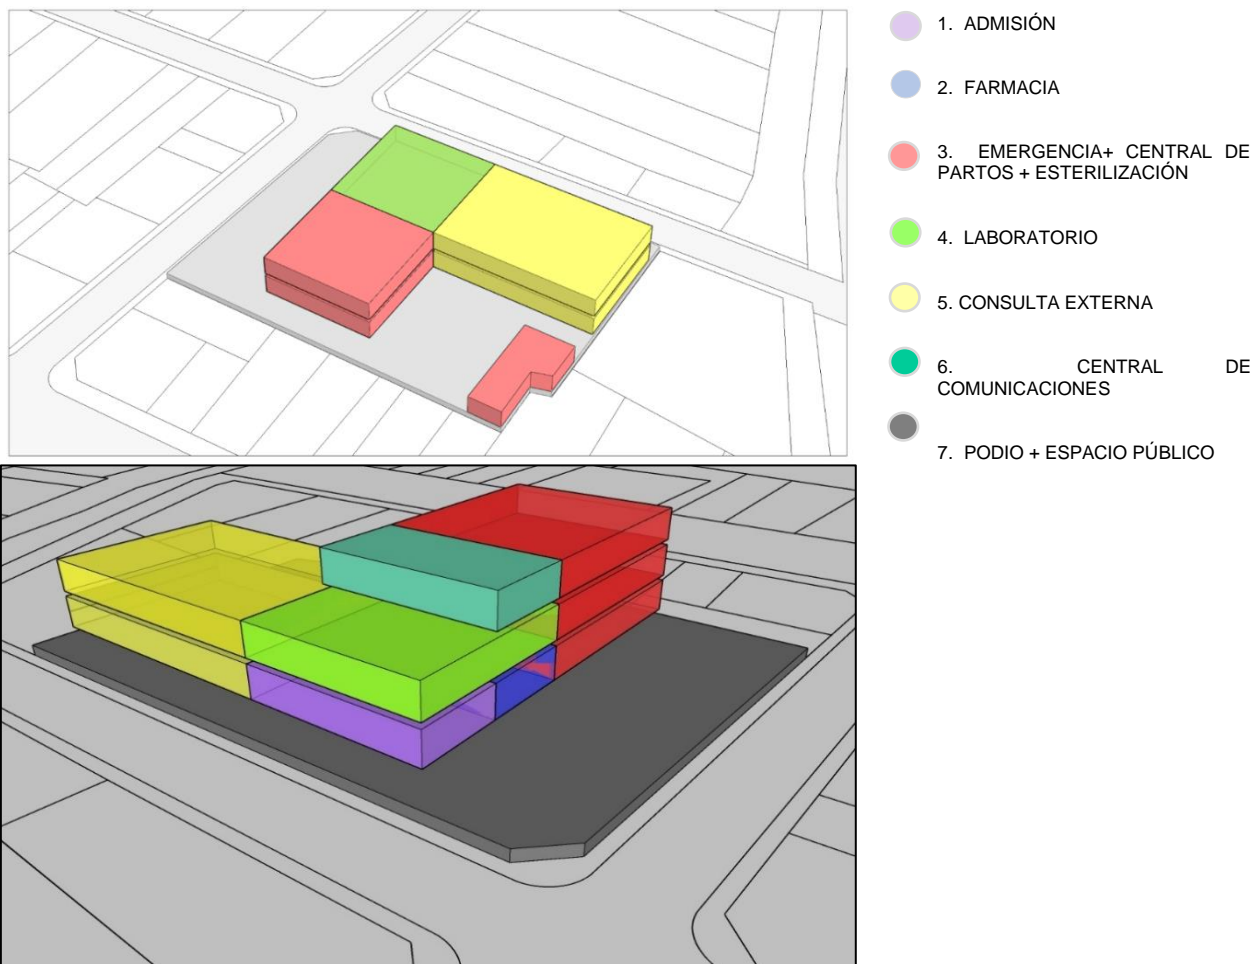 1. ADMISIÓN
2. FARMACIA
3. EMERGENCIA+ CENTRAL DE
PARTOS + ESTERILIZACIÓN
4. LABORATORIO
5. CONSULTA EXTERNA
6. CENTRAL DE
COMUNICACIONES
7. PODIO + ESPACIO PÚBLICO